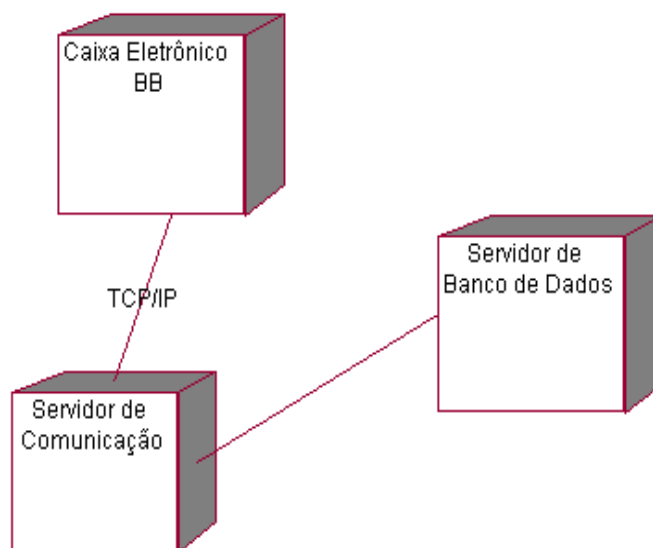 Caixa Eletrônico
BB
Servidor de
Banco de Dados
TCP/IP
Servidor de
Comunicação